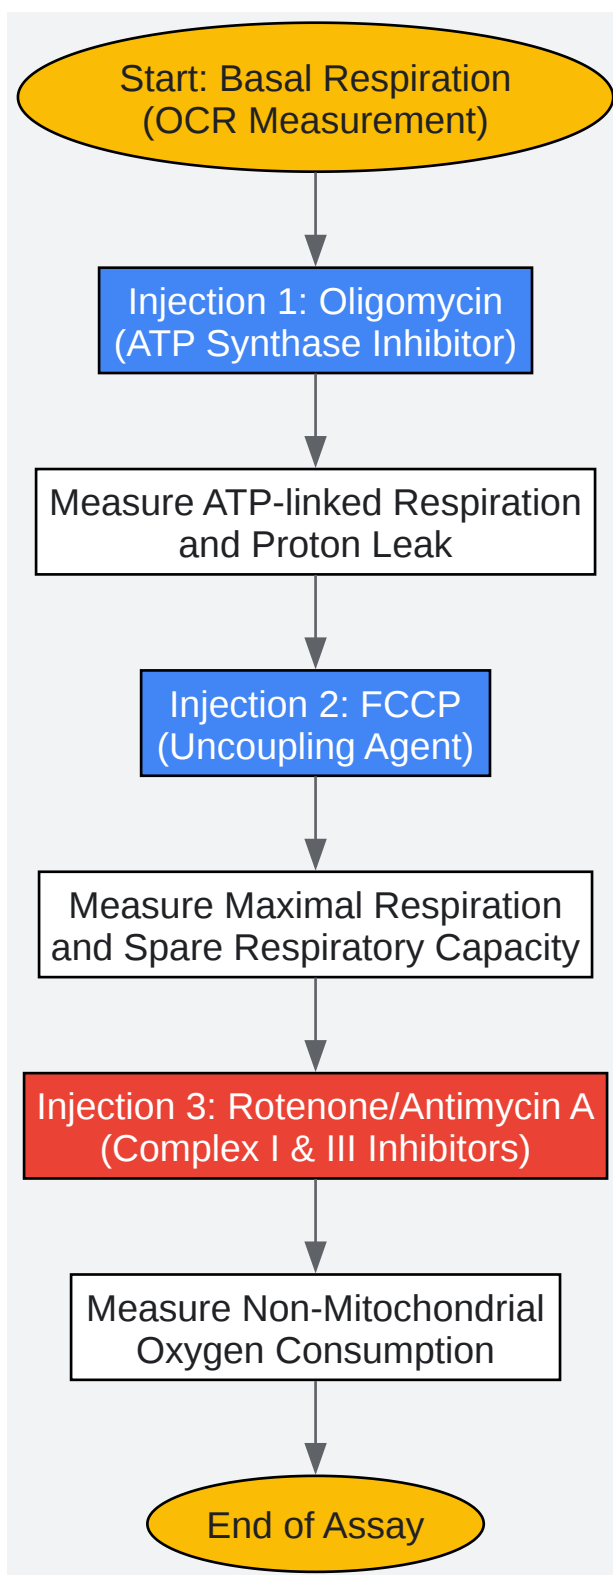 Start: Basal Respiration
(OCR Measurement)
Injection 1: Oligomycin
(ATP Synthase Inhibitor)
Measure ATP-linked Respiration
and Proton Leak
Injection 2: FCCP
(Uncoupling Agent)
Measure Maximal Respiration
and Spare Respiratory Capacity
Injection 3: Rotenone/Antimycin A
(Complex I & III Inhibitors)
Measure Non-Mitochondrial
Oxygen Consumption
End of Assay